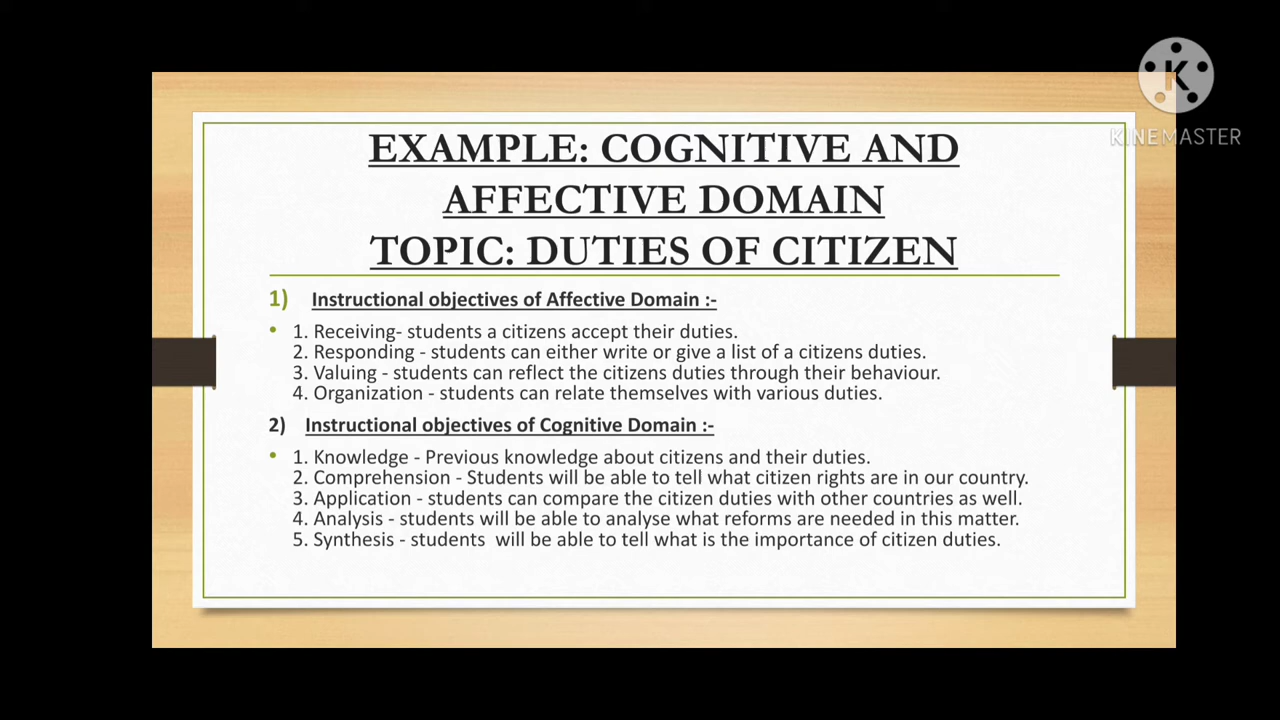 KINEMASTER
EXAMPLE: COGNITIVE AND
AFFECTIVE DOMAIN
TOPIC: DUTIES OF CITIZEN
1) Instructional objectives of Affective Domain :-
• 1. Receiving- students a citizens accept their duties.
2. Responding - students can either write or give a list of a citizens duties.
3. Valuing - students can reflect the citizens duties through their behaviour.
4. Organization - students can relate themselves with various duties.
2) Instructional objectives of Cognitive Domain :-
• 1. Knowledge - Previous knowledge about citizens and their duties.
2. Comprehension - Students will be able to tell what citizen rights are in our country.
3. Application - students can compare the citizen duties with other countries as well.
4. Analysis - students will be able to analyse what reforms are needed in this matter.
5. Synthesis - students will be able to tell what is the importance of citizen duties.